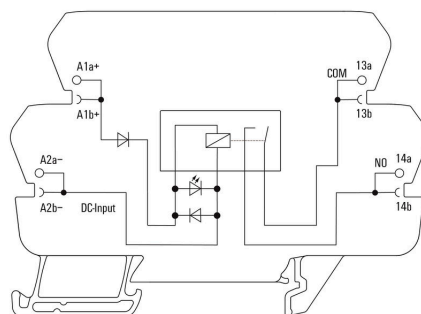 A1a+
A1b+
A2a–
A2b–
DC-Input
COM
13a
13b
NO
14a
14b